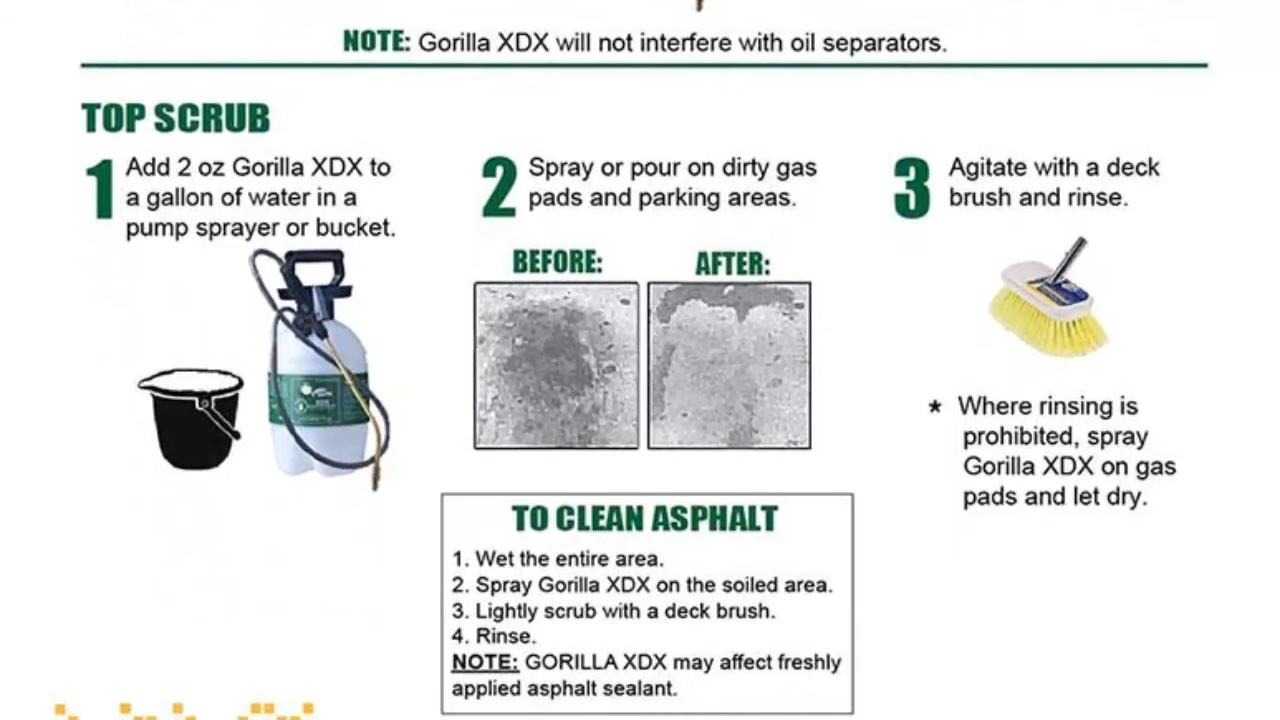 NOTE: Gorilla XDX will not interfere with oil separators.
TOP SCRUB
1 Add 2 oz Gorilla XDX to
a gallon of water in a
pump sprayer or bucket.
2 Spray or pour on dirty gas
pads and parking areas.
BEFORE: AFTER:
3 Agitate with a deck
brush and rinse.
* Where rinsing is
prohibited, spray
Gorilla XDX on gas
pads and let dry.
TO CLEAN ASPHALT
1. Wet the entire area.
2. Spray Gorilla XDX on the soiled area.
3. Lightly scrub with a deck brush.
4. Rinse.
NOTE: GORILLA XDX may affect freshly
applied asphalt sealant.